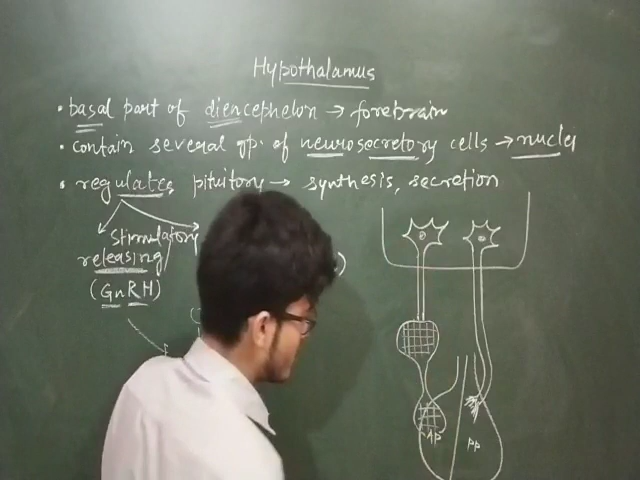 Hypothalamus
• basal part of diencephelon → forebrain
• contain several gp. of neurosecretory cells → nuclei
• regulates pituitory → synthesis, secretion
Stimulatory
releasing
(GnRH)
AP
PP